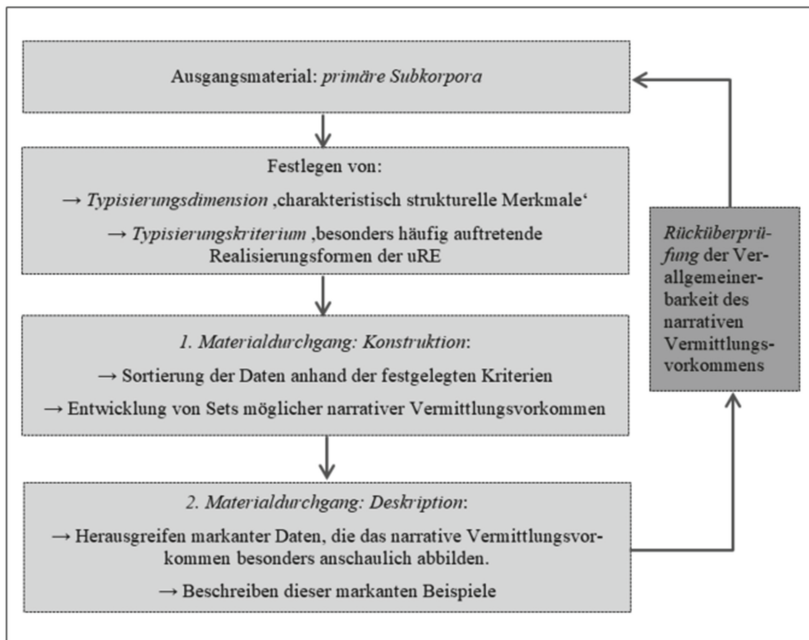 Ausgangsmaterial: primäre Subkorpora
Festlegen von:
→ Typisierungsdimension ‚charakteristisch strukturelle Merkmale‘
→ Typisierungskriterium ‚besonders häufig auftretende
Realisierungsformen der uRE
1. Materialdurchgang: Konstruktion:
→ Sortierung der Daten anhand der festgelegten Kriterien
→ Entwicklung von Sets möglicher narrativer Vermittlungsvorkommen
2. Materialdurchgang: Deskription:
→ Herausgreifen markanter Daten, die das narrative Vermittlungsvor-
kommen besonders anschaulich abbilden.
→ Beschreiben dieser markanten Beispiele
Rücküberprü-
fung der Ver-
allgemeiner-
barkeit des
narrativen
Vermittlungs-
vorkommens